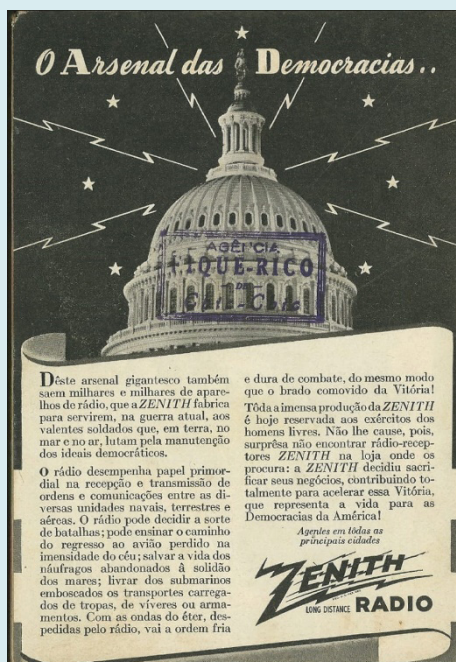 O Arsenal das Democracias..
AGÊNCIA
FIQUE-RICO
DE
Dêste arsenal gigantesco também
saem milhares e milhares de apare-
lhos de rádio, que a ZENITH fabrica
para servirem, na guerra atual, aos
valentes soldados que, em terra, no
mar e no ar, lutam pela manutenção
dos ideais democráticos.
O rádio desempenha papel primor-
dial na recepção e transmissão de
ordens e comunicações entre as di-
versas unidades navais, terrestres e
aéreas. O rádio pode decidir a sorte
de batalhas; pode ensinar o caminho
do regresso ao avião perdido na
imensidade do céu; salvar a vida dos
náufragos abandonados â solidão
dos mares; livrar dos submarinos
emboscados os transportes carrega-
dos de tropas, de víveres ou arma-
mentos. Com as ondas do éter, des-
pedidas pelo rádio, vai a ordem fria
e dura de combate, do mesmo modo
que o brado comovido da Vitória!
Tôda a imensa produção da ZENITH
é hoje reservada aos exércitos dos
homens livres. Não lhe cause, pois,
surprêsa não encontrar rádio-recep-
tores ZENITH na loja onde os
procura: a ZENITH decidiu sacri-
ficar seus negócios, contribuindo to-
talmente para acelerar essa Vitória,
que representa a vida para as
Democracias da América!
Agentes em tôdas as
principais cidades
ZENITH
LONG DISTANCE RADIO